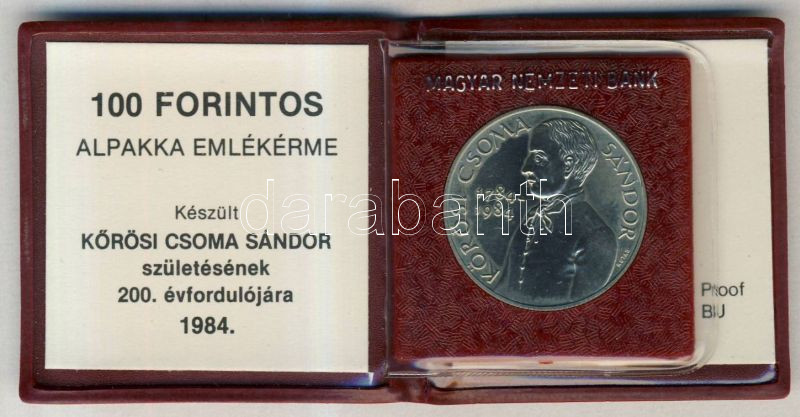 100 FORINTOS
ALPAKKA EMLÉKÉRME
Készült
KŐRÖSI CSOMA SÁNDOR
születésének
200. évfordulójára
1984.
MAGYAR NEMZETI BANK
KŐRÖSI CSOMA SÁNDOR
1784
1984
Proof
BU
darabanth